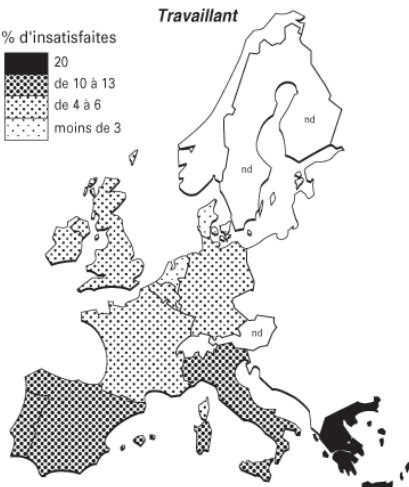 Travaillant
% d'insatisfaites
20
de 10 à 13
de 4 à 6
moins de 3
nd
nd
nd